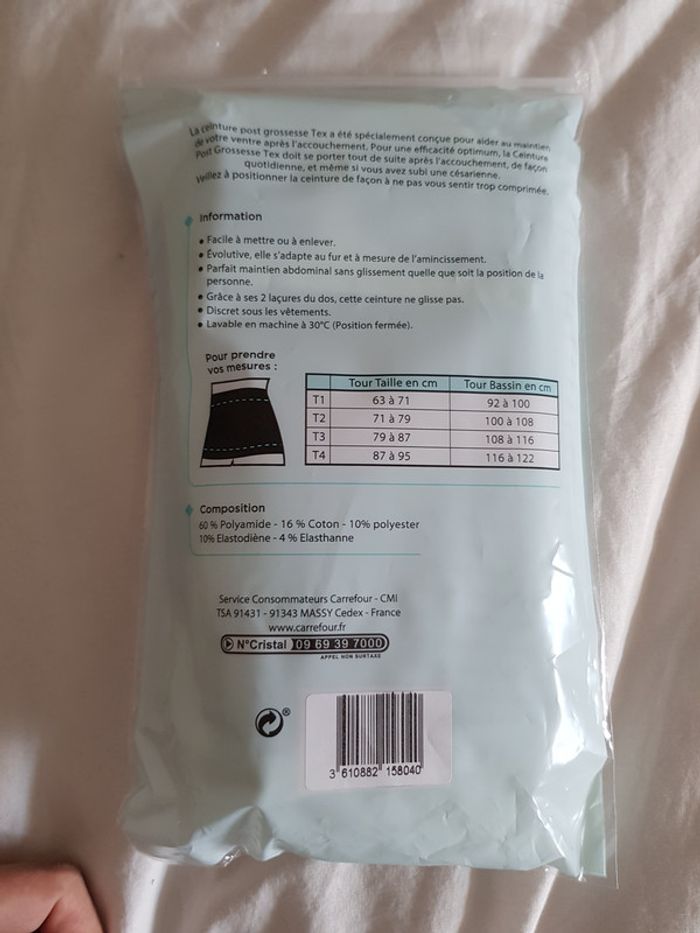 La ceinture post grossesse Tex a été spécialement conçue pour aider au maintien
de votre ventre après l'accouchement. Pour une efficacité optimum, la Ceinture
Post Grossesse Tex doit se porter tout de suite après l'accouchement, de façon
quotidienne, et même si vous avez subi une césarienne.
Veillez à positionner la ceinture de façon à ne pas vous sentir trop comprimée.
Information
• Facile à mettre ou à enlever.
• Évolutive, elle s'adapte au fur et à mesure de l'amincissement.
• Parfait maintien abdominal sans glissement quelle que soit la position de la
personne.
• Grâce à ses 2 laçures du dos, cette ceinture ne glisse pas.
• Discret sous les vêtements.
• Lavable en machine à 30°C (Position fermée).
Pour prendre
vos mesures :
Tour Taille en cm Tour Bassin en cm
T1 63 à 71 92 à 100
T2 71 à 79 100 à 108
T3 79 à 87 108 à 116
T4 87 à 95 116 à 122
Composition
60 % Polyamide - 16 % Coton - 10% polyester
10% Elastodiène - 4 % Elasthanne
Service Consommateurs Carrefour - CMI
TSA 91431 - 91343 MASSY Cedex - France
www.carrefour.fr
N°Cristal 09 69 39 7000
APPEL NON SURTAXE
®
3 610882 158040